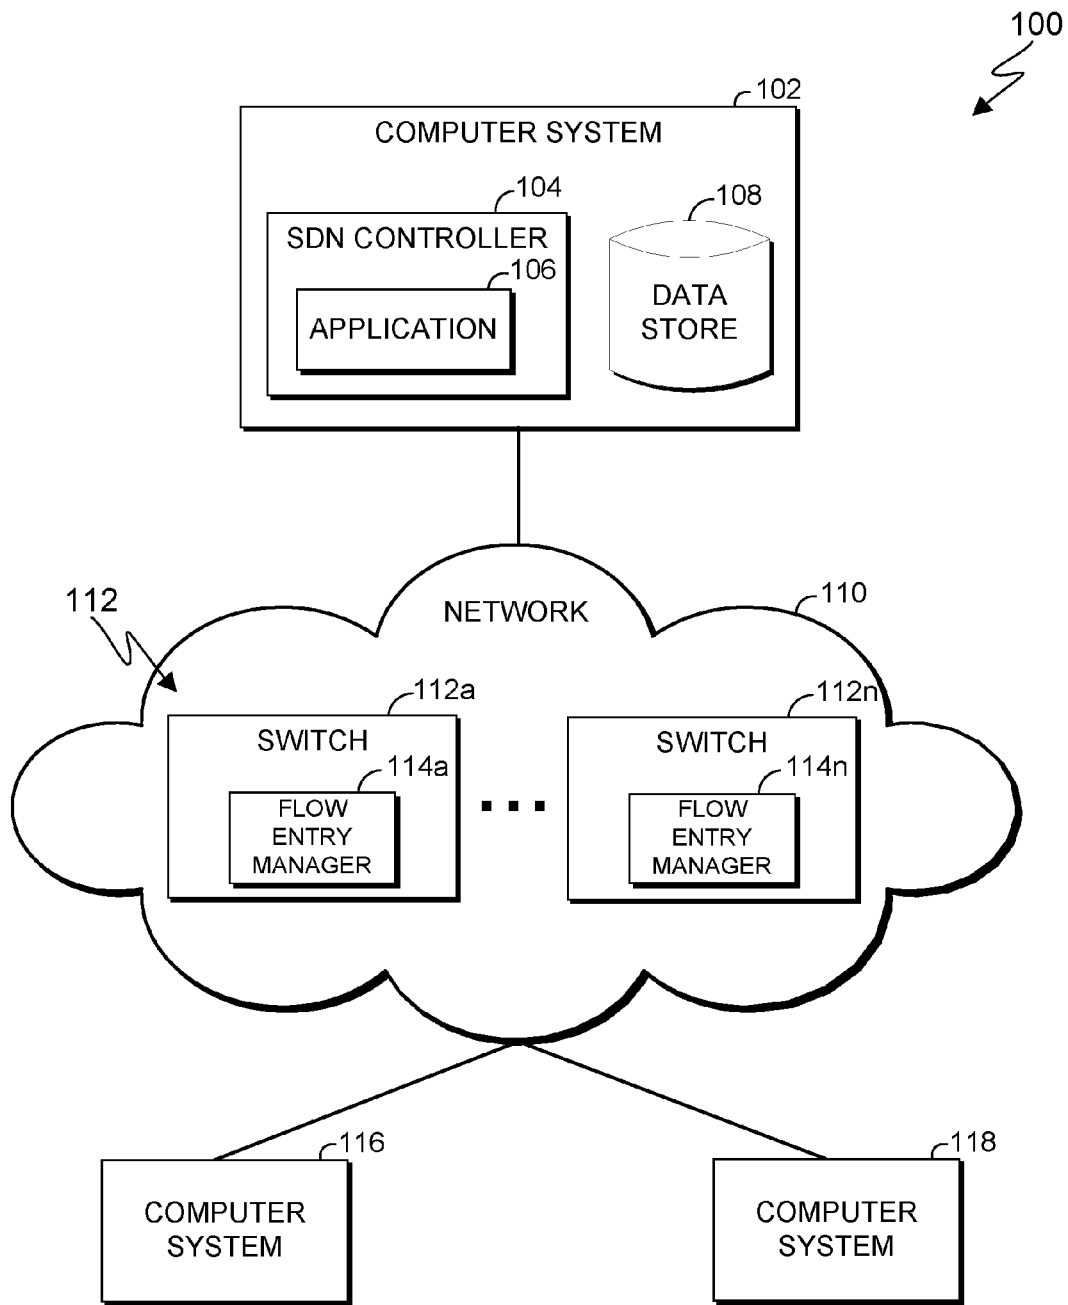 100
102
COMPUTER SYSTEM
104
108
SDN CONTROLLER
106
APPLICATION
DATA
STORE
NETWORK
110
112
112a
112n
SWITCH
SWITCH
114a
114n
FLOW
ENTRY
MANAGER
FLOW
ENTRY
MANAGER
116
118
COMPUTER
SYSTEM
COMPUTER
SYSTEM